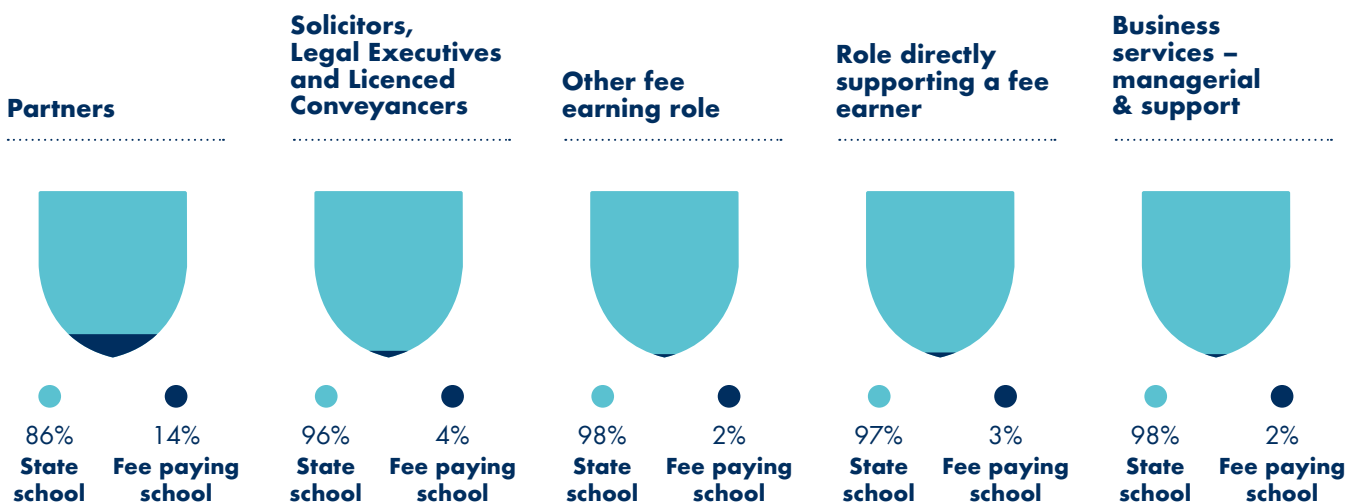 Partners
Solicitors,
Legal Executives
and Licenced
Conveyancers
Other fee
earning role
Role directly
supporting a fee
earner
Business
services –
managerial
& support
86%
State
school
14%
Fee paying
school
96%
State
school
4%
Fee paying
school
98%
State
school
2%
Fee paying
school
97%
State
school
3%
Fee paying
school
98%
State
school
2%
Fee paying
school